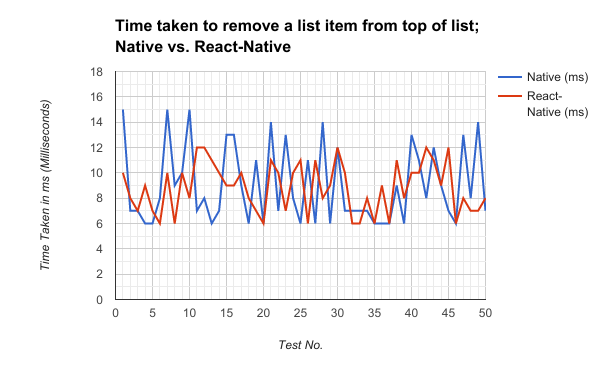 Time taken to remove a list item from top of list;
Native vs. React-Native
18
16
14
12
10
8
6
4
2
0
Time Taken in ms (Milliseconds)
0 5 10 15 20 25 30 35 40 45 50
Test No.
Native (ms)
React-
Native (ms)